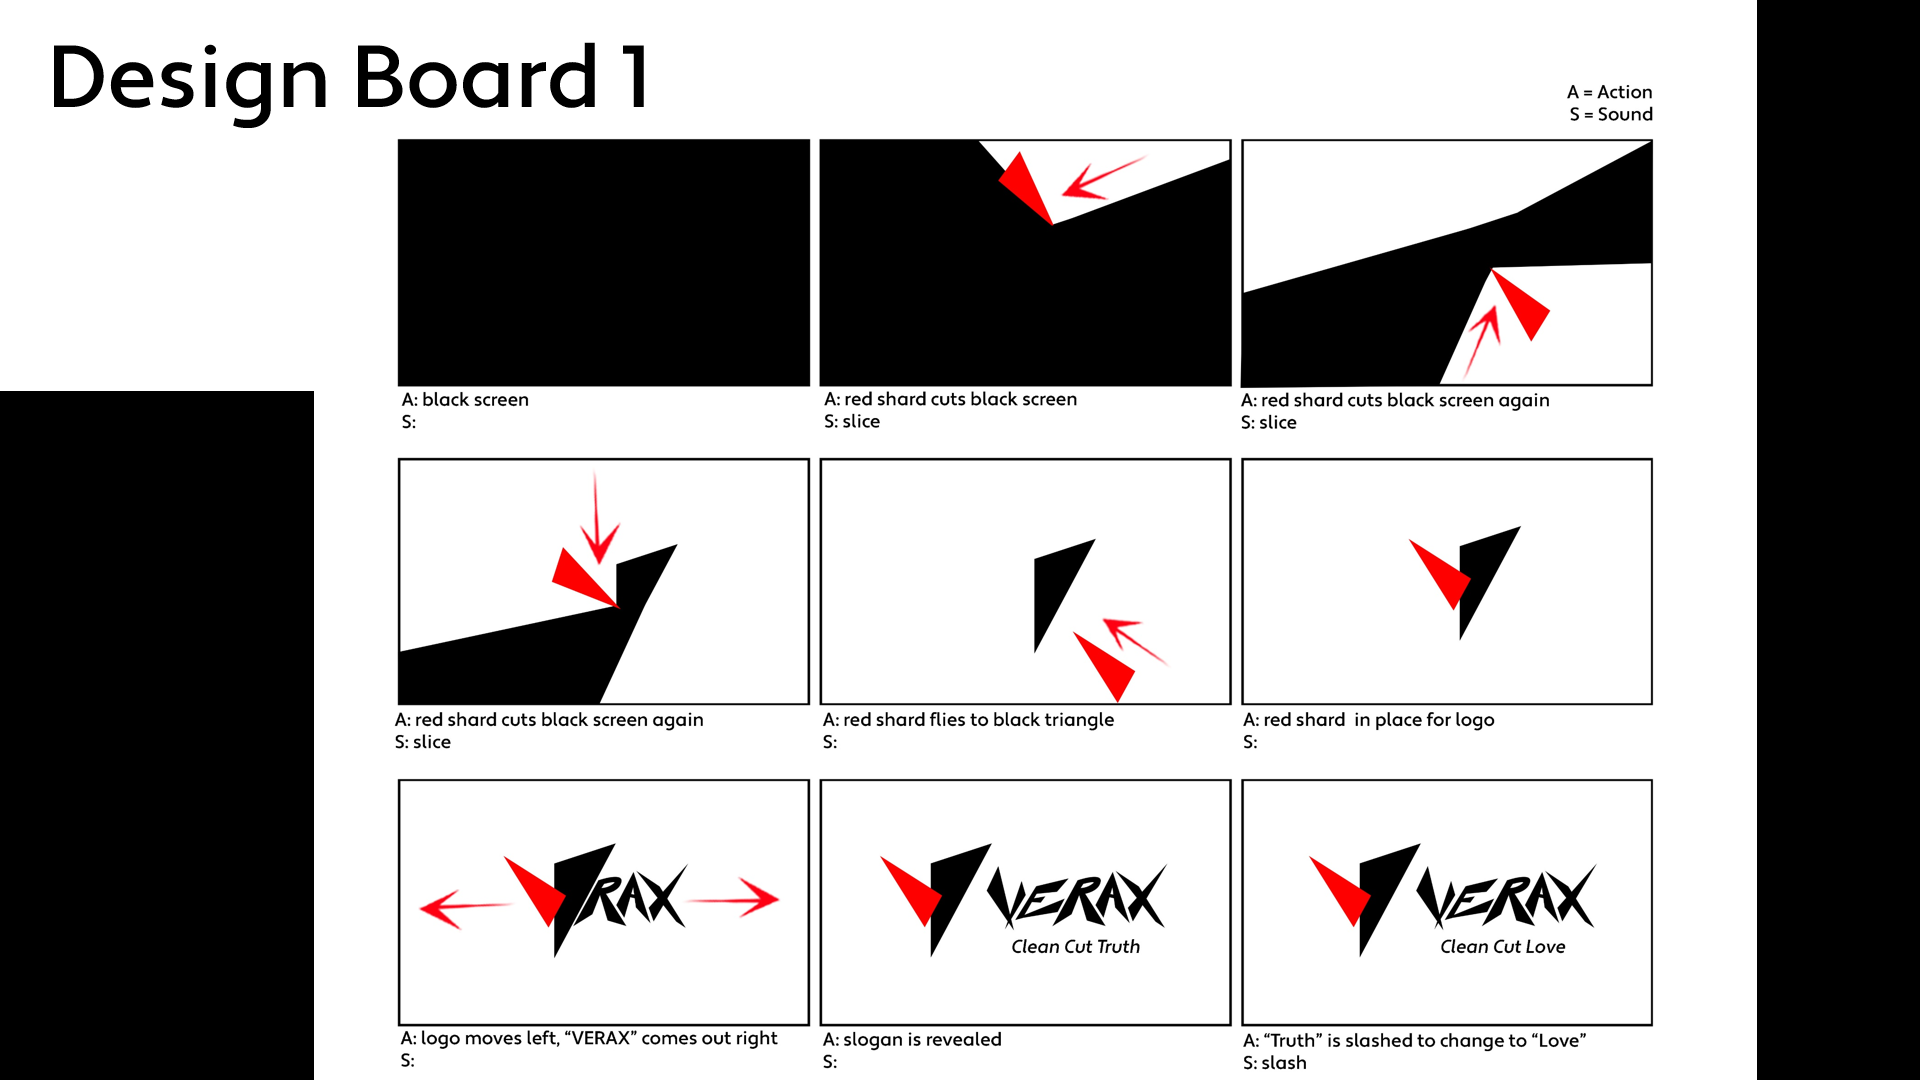 Design Board 1
A = Action
S = Sound
A: black screen
S:
A: red shard cuts black screen
S: slice
A: red shard cuts black screen again
S: slice
A: red shard cuts black screen again
S: slice
A: red shard flies to black triangle
S:
A: red shard  in place for logo
S:
RAX
A: logo moves left, “VERAX” comes out right
S:
VERAX
Clean Cut Truth
A: slogan is revealed
S:
VERAX
Clean Cut Love
A: “Truth” is slashed to change to “Love”
S: slash